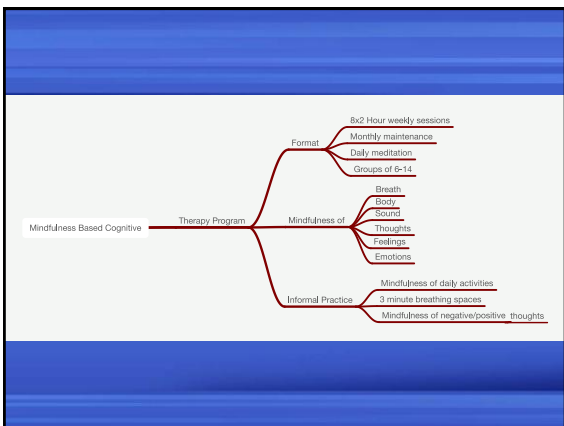 Mindfulness Based Cognitive
Therapy Program
Format
8x2 Hour weekly sessions
Monthly maintenance
Daily meditation
Groups of 6-14
Mindfulness of
Breath
Body
Sound
Thoughts
Feelings
Emotions
Informal Practice
Mindfulness of daily activities
3 minute breathing spaces
Mindfulness of negative/positive thoughts